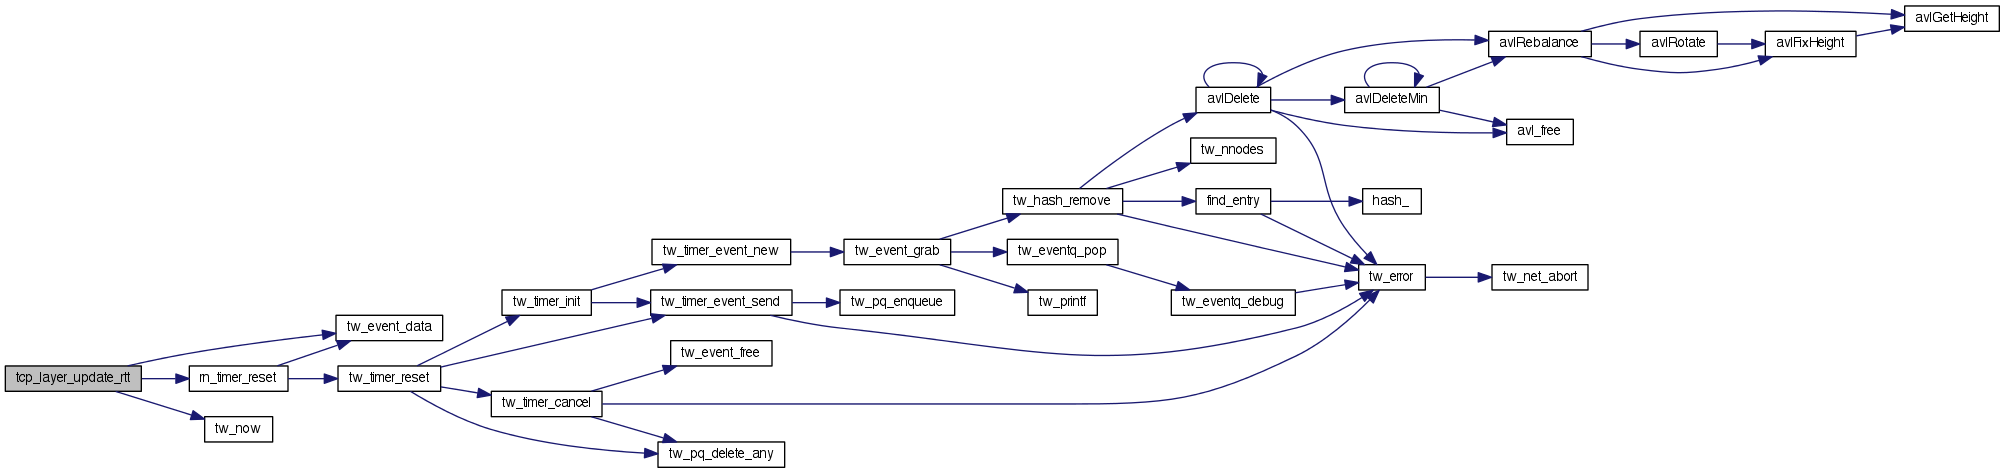 avlGetHeight
avlRebalance
avlRotate
avlFixHeight
avlDelete
avlDeleteMin
avl_free
tw_nnodes
tw_hash_remove
find_entry
hash_
tw_timer_event_new
tw_event_grab
tw_eventq_pop
tw_error
tw_net_abort
tw_timer_init
tw_timer_event_send
tw_pq_enqueue
tw_printf
tw_eventq_debug
tw_event_data
tw_event_free
tcp_layer_update_rtt
rn_timer_reset
tw_timer_reset
tw_timer_cancel
tw_now
tw_pq_delete_any